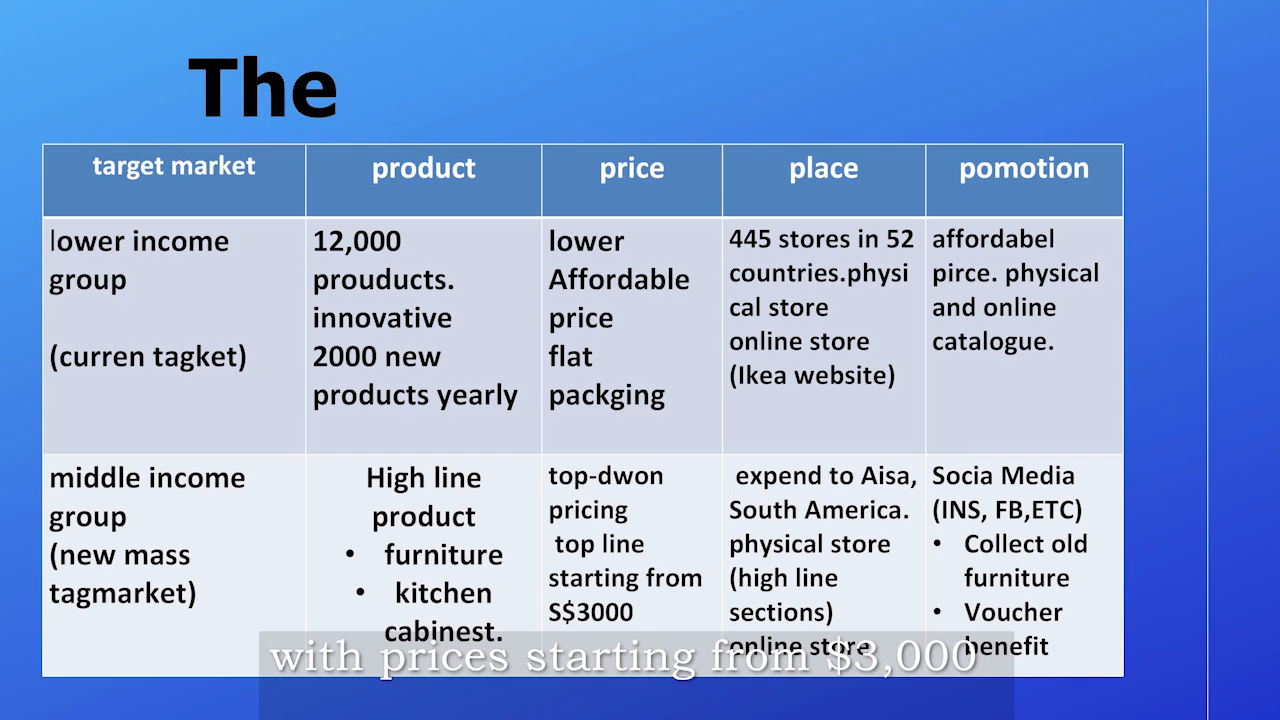 The
target market
product
price
place
pomotion
lower income
group
(curren tagket)
12,000
prouducts.
innovative
2000 new
products yearly
lower
Affordable
price
flat
packging
445 stores in 52
countries.physi
cal store
online store
(Ikea website)
affordabel
pirce. physical
and online
catalogue.
middle income
group
(new mass
tagmarket)
High line
product
• furniture
• kitchen
cabinest.
top-dwon
pricing
top line
starting from
S$3000
expend to Aisa,
South America.
physical store
(high line
sections)
online store
Socia Media
(INS, FB,ETC)
• Collect old
furniture
• Voucher
benefit
with prices starting from $3,000